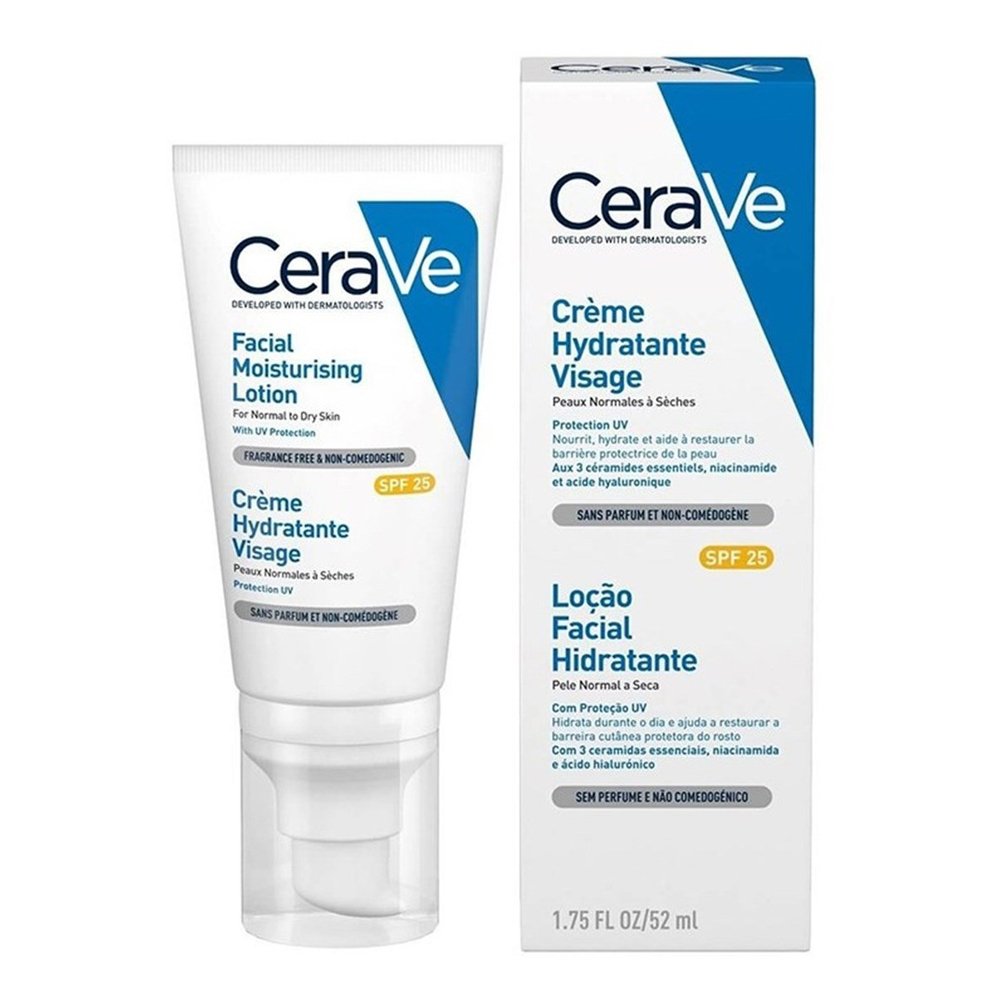 CeraVe
DEVELOPED WITH DERMATOLOGISTS
Facial
Moisturising
Lotion
For Normal to Dry Skin
With UV Protection
FRAGRANCE FREE & NON-COMEDOGENIC
SPF 25
Crème
Hydratante
Visage
Peaux Normales à Sèches
Protection UV
SANS PARFUM ET NON-COMÉDOGÈNE
CeraVe
CeraVe
DEVELOPED WITH DERMATOLOGISTS
Crème
Hydratante
Visage
Peaux Normales à Sèches
Protection UV
Nourrit, hydrate et aide à restaurer la
barrière protectrice de la peau
Aux 3 céramides essentiels, niacinamide
et acide hyaluronique
SANS PARFUM ET NON-COMÉDOGÈNE
SPF 25
Loção
Facial
Hidratante
Pele Normal a Seca
Com Proteção UV
Hidrata durante o dia e ajuda a restaurar a
barreira cutânea protetora do rosto
Com 3 ceramidas essenciais, niacinamida
e ácido hialurónico
SEM PERFUME E NÃO COMEDOGÉNICO
1.75 FL OZ/52 ml